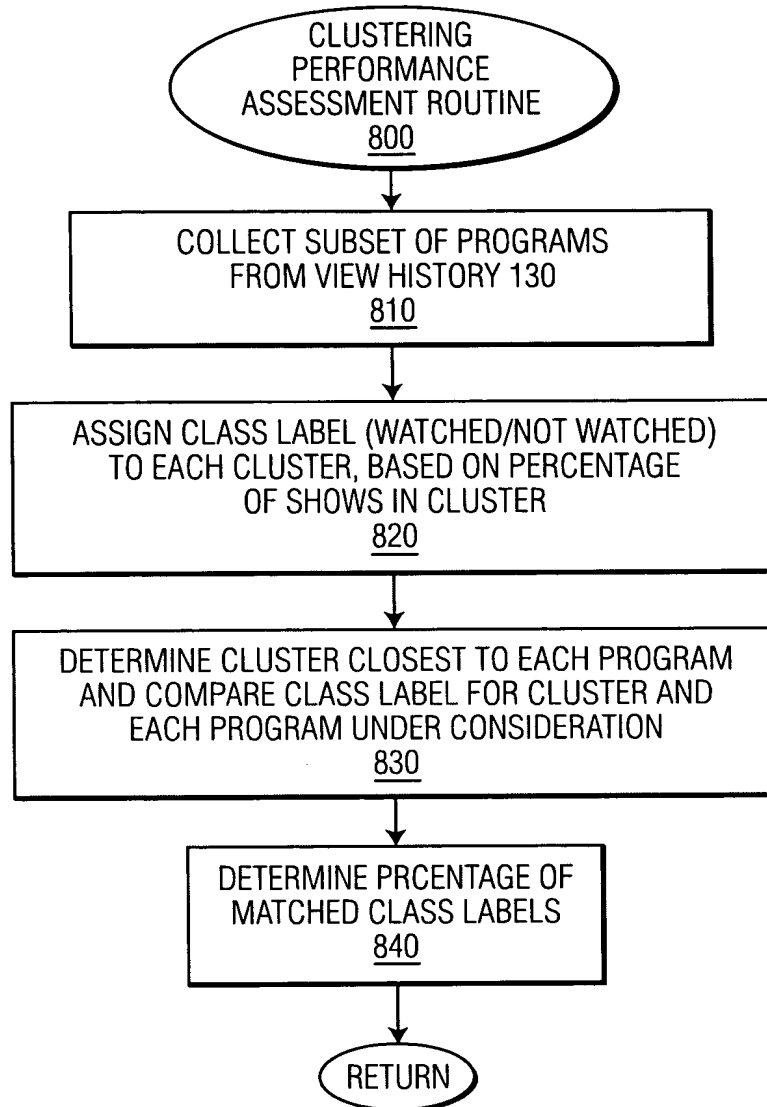 CLUSTERING
PERFORMANCE
ASSESSMENT ROUTINE
800
COLLECT SUBSET OF PROGRAMS
FROM VIEW HISTORY 130
810
ASSIGN CLASS LABEL (WATCHED/NOT WATCHED)
TO EACH CLUSTER, BASED ON PERCENTAGE
OF SHOWS IN CLUSTER
820
DETERMINE CLUSTER CLOSEST TO EACH PROGRAM
AND COMPARE CLASS LABEL FOR CLUSTER AND
EACH PROGRAM UNDER CONSIDERATION
830
DETERMINE PRCENTAGE OF
MATCHED CLASS LABELS
840
RETURN